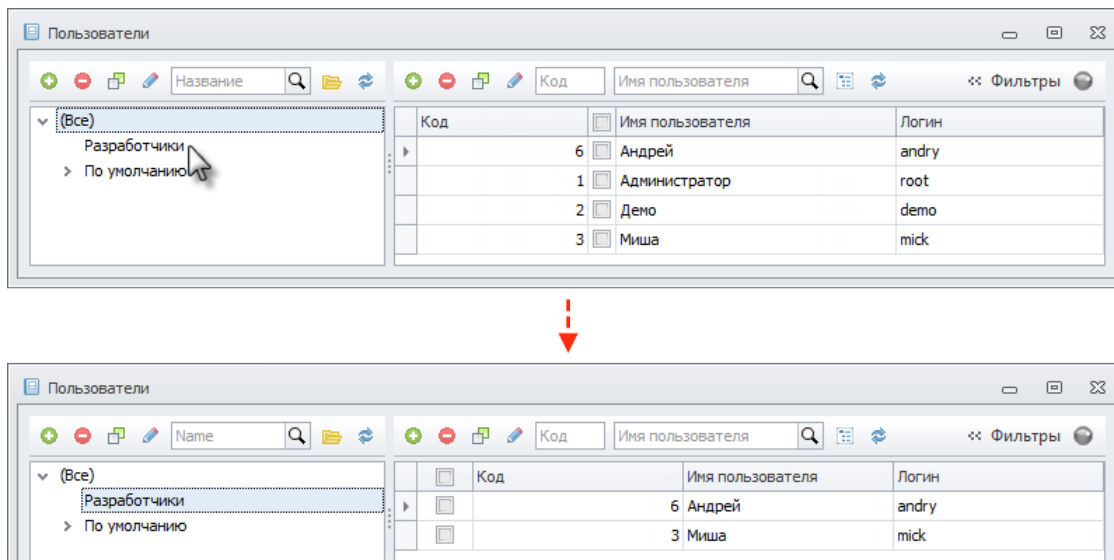 Пользователи
Название Код Имя пользователя << Фильтры
(Все)
Разработчики
По умолчанию
Код Имя пользователя Логин
6 Андрей andry
1 Администратор root
2 Демо demo
3 Миша mick
Пользователи
Name Код Имя пользователя << Фильтры
(Все)
Разработчики
По умолчанию
Код Имя пользователя Логин
6 Андрей andry
3 Миша mick